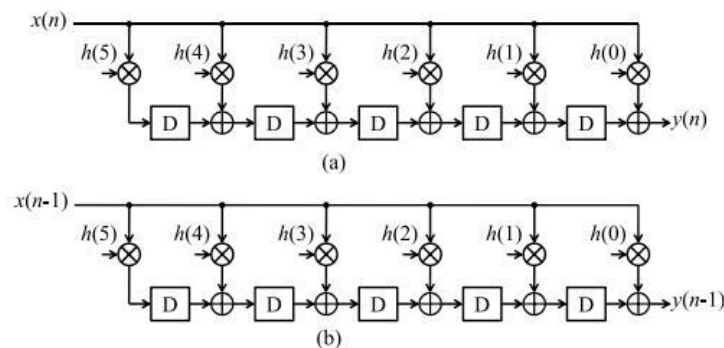 x(n)
h(5) h(4) h(3) h(2) h(1) h(0)
D D D D D y(n)
(a)
x(n-1)
h(5) h(4) h(3) h(2) h(1) h(0)
D D D D D y(n-1)
(b)